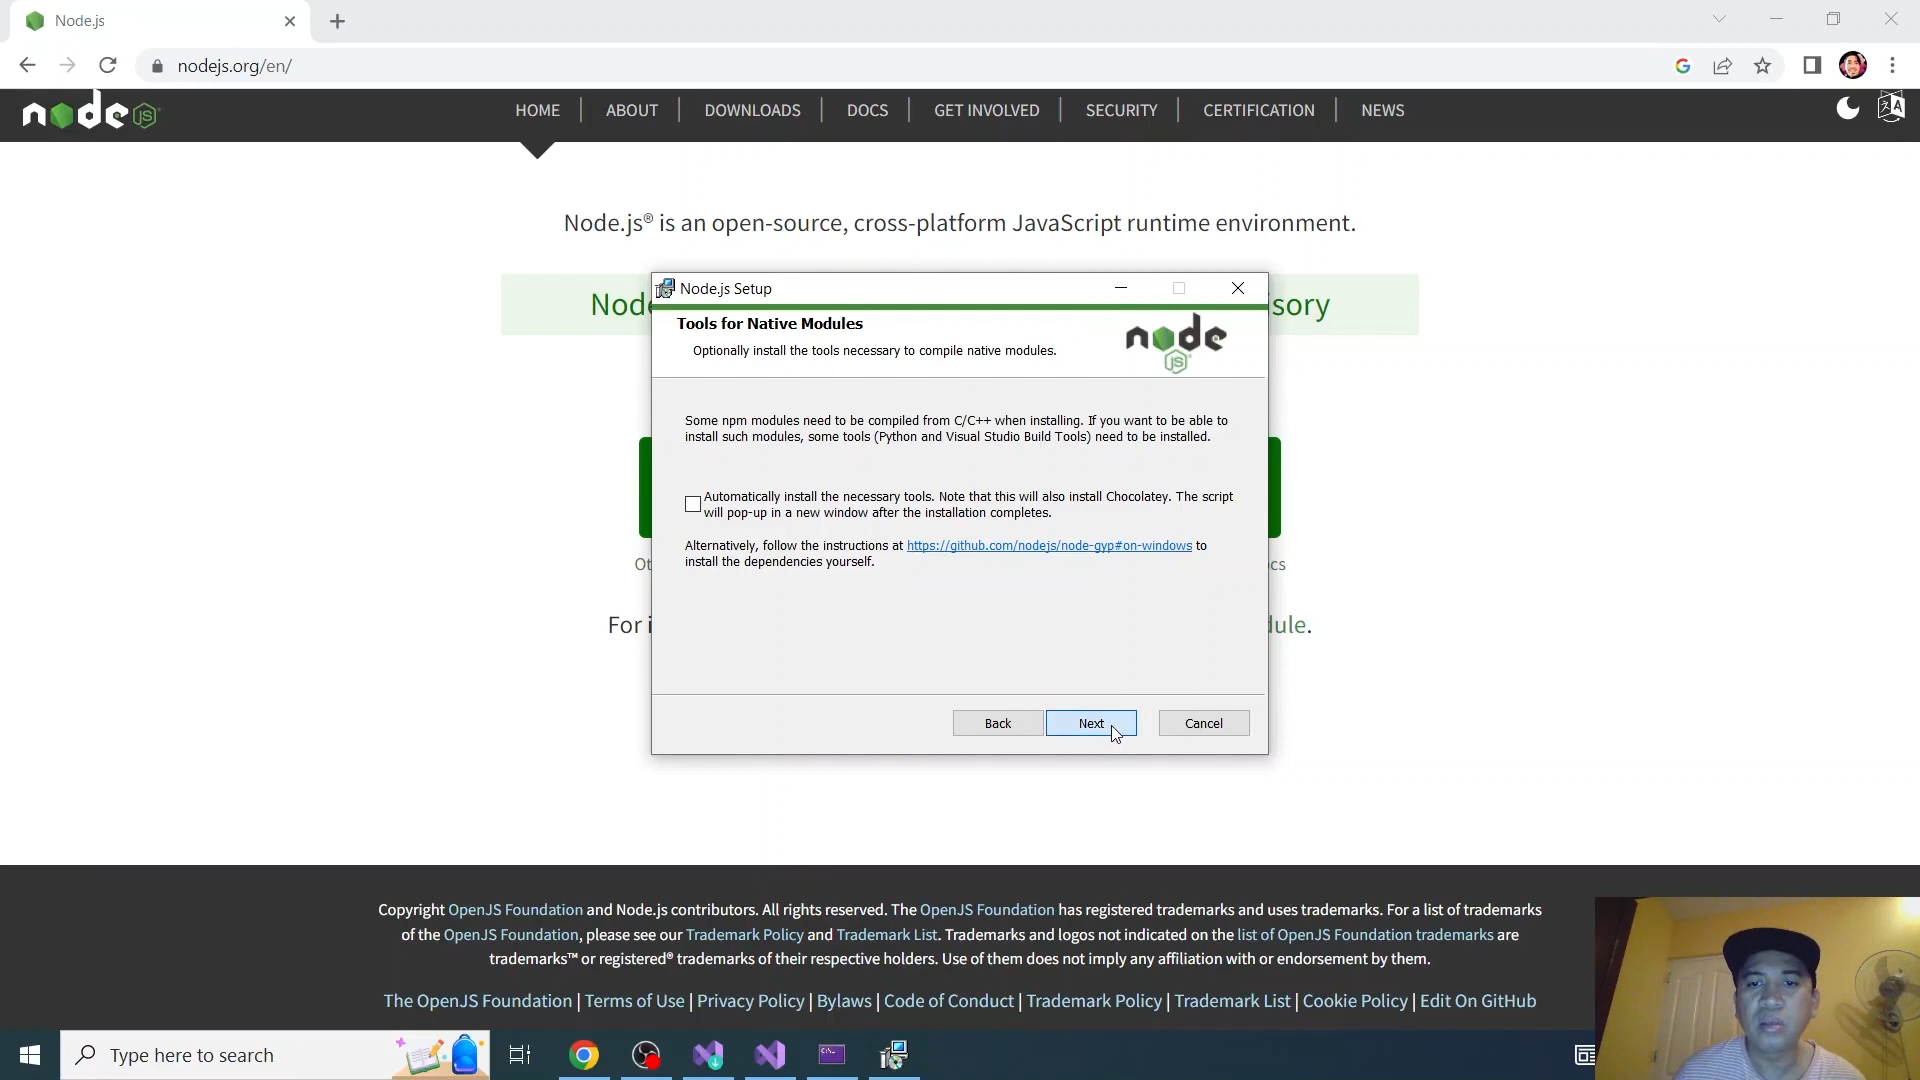 Node.js
nodejs.org/en/
node JS
HOME
ABOUT
DOWNLOADS
DOCS
GET INVOLVED
SECURITY
CERTIFICATION
NEWS
Node.js® is an open-source, cross-platform JavaScript runtime environment.
Node.js Setup
Tools for Native Modules
Optionally install the tools necessary to compile native modules.
node JS
Some npm modules need to be compiled from C/C++ when installing. If you want to be able to
install such modules, some tools (Python and Visual Studio Build Tools) need to be installed.
Automatically install the necessary tools. Note that this will also install Chocolatey. The script
will pop-up in a new window after the installation completes.
Alternatively, follow the instructions at https://github.com/nodejs/node-gyp#on-windows to
install the dependencies yourself.
For
Back
Next
Cancel
Copyright OpenJS Foundation and Node.js contributors. All rights reserved. The OpenJS Foundation has registered trademarks and uses trademarks. For a list of trademarks
of the OpenJS Foundation, please see our Trademark Policy and Trademark List. Trademarks and logos not indicated on the list of OpenJS Foundation trademarks are
trademarks™ or registered® trademarks of their respective holders. Use of them does not imply any affiliation with or endorsement by them.
The OpenJS Foundation | Terms of Use | Privacy Policy | Bylaws | Code of Conduct | Trademark Policy | Trademark List | Cookie Policy | Edit On GitHub
Type here to search